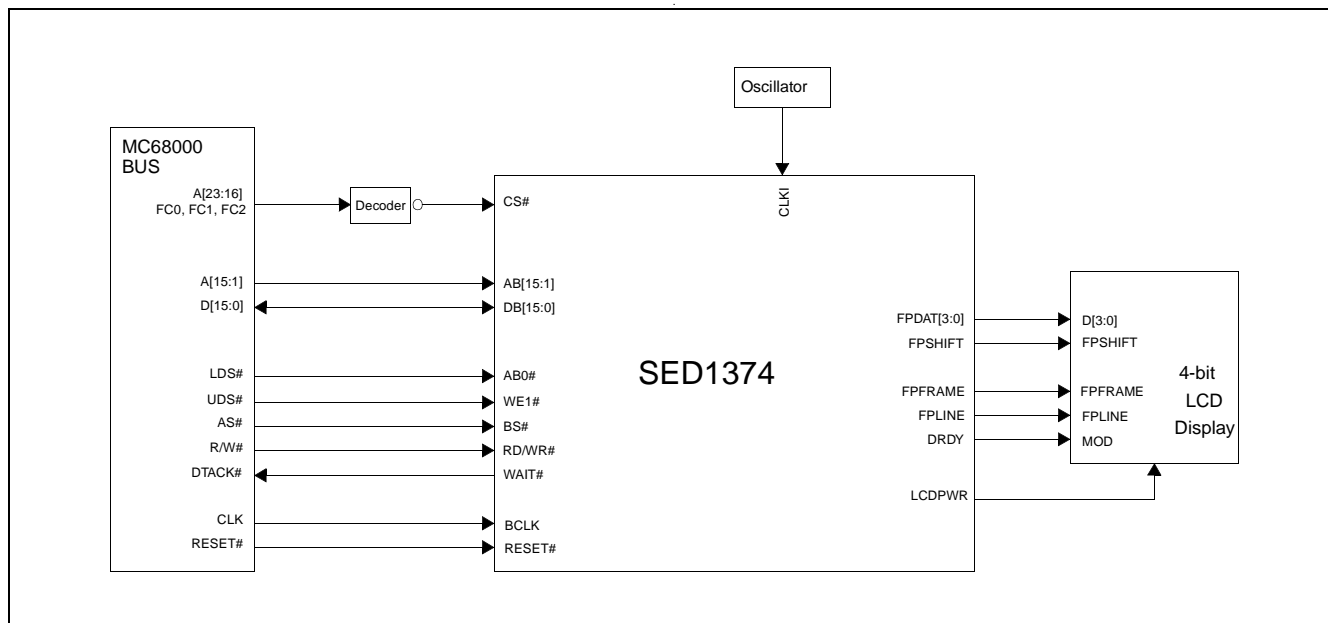 Oscillator
MC68000
BUS
A[23:16]
FC0, FC1, FC2
Decoder
CS#
CLKI
A[15:1]
AB[15:1]
D[15:0]
DB[15:0]
FPDAT[3:0]
D[3:0]
FPSHIFT
FPSHIFT
SED1374
4-bit
LCD
Display
LDS#
AB0#
UDS#
WE1#
FPFRAME
FPFRAME
AS#
BS#
FPLINE
FPLINE
R/W#
RD/WR#
DRDY
MOD
DTACK#
WAIT#
LCDPWR
CLK
BCLK
RESET#
RESET#